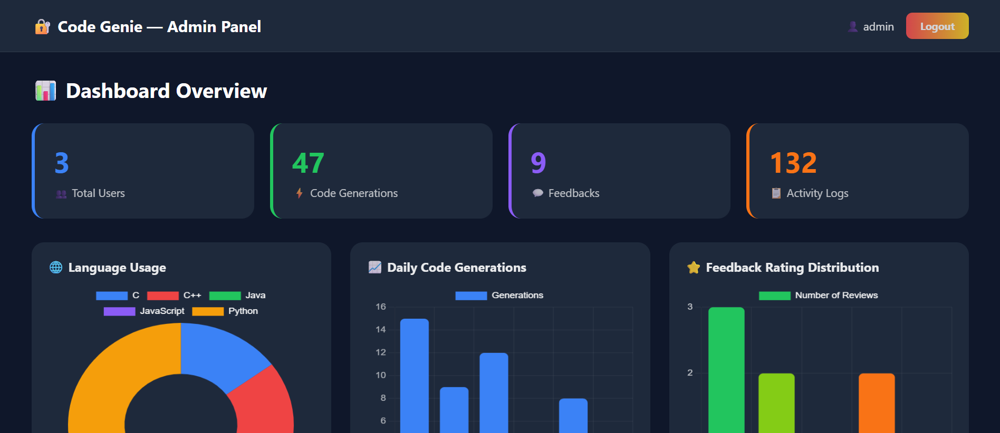 Code Genie — Admin Panel
admin
Logout
Dashboard Overview
3
Total Users
47
Code Generations
9
Feedbacks
132
Activity Logs
Language Usage
C C++ Java
JavaScript Python
Daily Code Generations
Generations
16
14
12
10
8
6
Feedback Rating Distribution
Number of Reviews
3
2